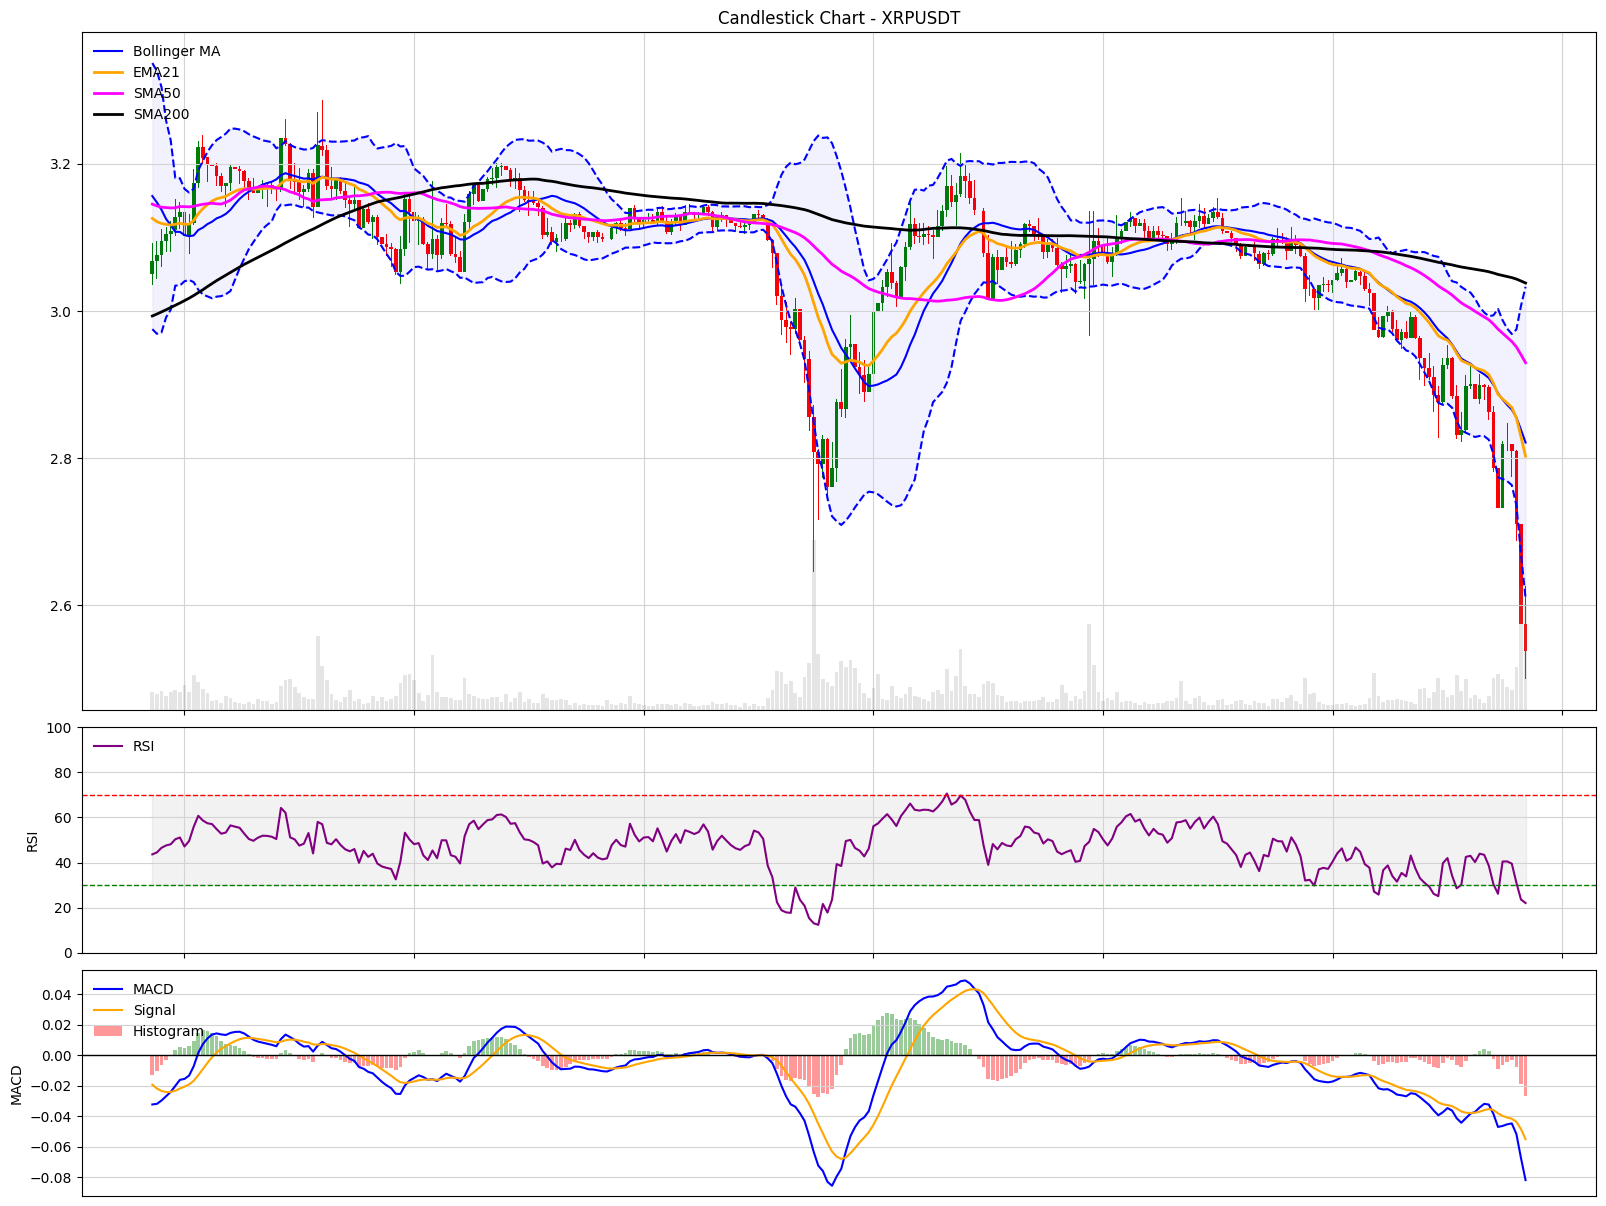 Candlestick Chart - XRPUSDT
Bollinger MA
EMA21
SMA50
SMA200
3.2
3.0
2.8
2.6
100
80
60
40
20
0
RSI
RSI
0.04
0.02
0.00
−0.02
−0.04
−0.06
−0.08
MACD
MACD
Signal
Histogram